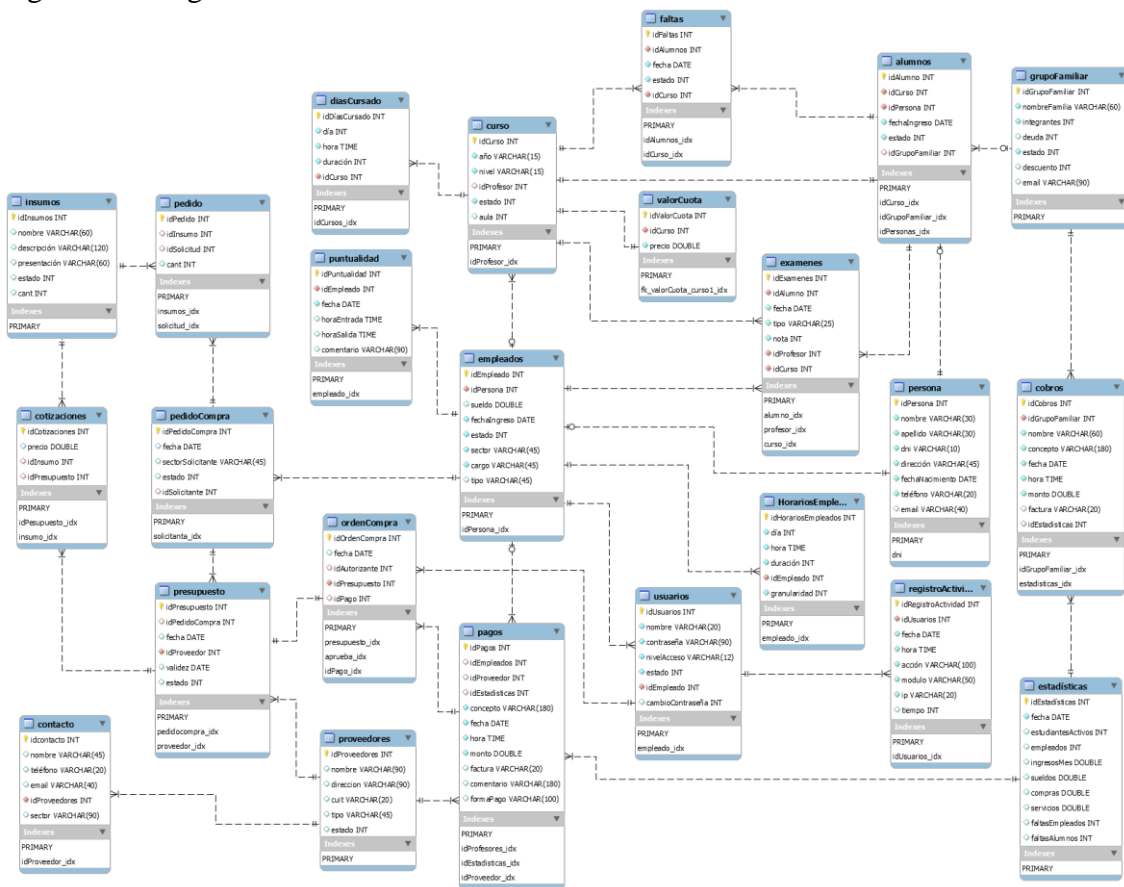 faltas
idFaltas INT
idAlumnos INT
fecha DATE
estado INT
idCurso INT
Indexes
PRIMARY
idAlumnos_idx
idCurso_idx
alumnos
idAlumno INT
idCurso INT
idPersona INT
fechaIngreso DATE
estado INT
idGrupoFamiliar INT
Indexes
PRIMARY
idCurso_idx
idGrupoFamiliar_idx
idPersonas_idx
grupoFamiliar
idGrupoFamiliar INT
nombreFamilia VARCHAR(60)
integrantes INT
deuda INT
estado INT
descuento INT
email VARCHAR(90)
Indexes
PRIMARY
diasCursado
idDíasCursado INT
día INT
hora TIME
duración INT
idCurso INT
Indexes
PRIMARY
idCursos_idx
curso
idCurso INT
año VARCHAR(15)
nivel VARCHAR(15)
idProfesor INT
estado INT
aula INT
Indexes
PRIMARY
idProfesor_idx
valorCuota
idValorCuota INT
idCurso INT
precio DOUBLE
Indexes
PRIMARY
fk_valorCuota_curso1_idx
insumos
idInsumos INT
nombre VARCHAR(60)
descripción VARCHAR(120)
presentación VARCHAR(60)
estado INT
cant INT
Indexes
PRIMARY
pedido
idPedido INT
idInsumo INT
idSolicitud INT
cant INT
Indexes
PRIMARY
insumos_idx
solicitud_idx
puntualidad
idPuntualidad INT
idEmpleado INT
fecha DATE
horaEntrada TIME
horaSalida TIME
comentario VARCHAR(90)
Indexes
PRIMARY
empleado_idx
examenes
idExamenes INT
idAlumno INT
fecha DATE
tipo VARCHAR(25)
nota INT
idProfesor INT
idCurso INT
Indexes
PRIMARY
alumno_idx
profesor_idx
curso_idx
empleados
idEmpleado INT
idPersona INT
sueldo DOUBLE
fechaIngreso DATE
estado INT
sector VARCHAR(45)
cargo VARCHAR(45)
tipo VARCHAR(45)
Indexes
PRIMARY
idPersona_idx
persona
idPersona INT
nombre VARCHAR(30)
apellido VARCHAR(30)
dni VARCHAR(10)
dirección VARCHAR(45)
fechaNacimiento DATE
teléfono VARCHAR(20)
email VARCHAR(40)
Indexes
PRIMARY
dni
cobros
idCobros INT
idGrupoFamiliar INT
nombre VARCHAR(60)
concepto VARCHAR(180)
fecha DATE
hora TIME
monto DOUBLE
factura VARCHAR(20)
idEstadisticas INT
Indexes
PRIMARY
idGrupoFamiliar_idx
estadisticas_idx
cotizaciones
idCotizaciones INT
precio DOUBLE
idInsumo INT
idPresupuesto INT
Indexes
PRIMARY
idPesupuesto_idx
insumo_idx
pedidoCompra
idPedidoCompra INT
fecha DATE
sectorSolicitante VARCHAR(45)
estado INT
idSolicitante INT
Indexes
PRIMARY
solicitanta_idx
HorariosEmple...
idHorariosEmpleados INT
día INT
hora TIME
duración INT
idEmpleado INT
granularidad INT
Indexes
PRIMARY
empleado_idx
ordenCompra
idOrdenCompra INT
fecha DATE
idAutorizante INT
idPresupuesto INT
idPago INT
Indexes
PRIMARY
presupuesto_idx
aprueba_idx
idPago_idx
presupuesto
idPresupuesto INT
idPedidoCompra INT
fecha DATE
idProveedor INT
validez DATE
estado INT
Indexes
PRIMARY
pedidocompra_idx
proveedor_idx
usuarios
idUsuarios INT
nombre VARCHAR(20)
contraseña VARCHAR(90)
nivelAcceso VARCHAR(12)
estado INT
idEmpleado INT
cambioContraseña INT
Indexes
PRIMARY
empleado_idx
registroActivi...
idRegistroActividad INT
idUsuarios INT
fecha DATE
hora TIME
acción VARCHAR(100)
modulo VARCHAR(50)
ip VARCHAR(20)
tiempo INT
Indexes
PRIMARY
idUsuarios_idx
pagos
idPagos INT
idEmpleados INT
idProveedor INT
idEstadisticas INT
concepto VARCHAR(180)
fecha DATE
hora TIME
monto DOUBLE
factura VARCHAR(20)
comentario VARCHAR(180)
formaPago VARCHAR(100)
Indexes
PRIMARY
idProfesores_idx
idEstadisticas_idx
idProveedor_idx
estadísticas
idEstadísticas INT
fecha DATE
estudiantesActivos INT
empleados INT
ingresosMes DOUBLE
sueldos DOUBLE
compras DOUBLE
servicios DOUBLE
faltasEmpleados INT
faltasAlumnos INT
Indexes
PRIMARY
contacto
idcontacto INT
nombre VARCHAR(45)
teléfono VARCHAR(20)
email VARCHAR(40)
idProveedores INT
sector VARCHAR(90)
Indexes
PRIMARY
idProveedor_idx
proveedores
idProveedores INT
nombre VARCHAR(90)
direccion VARCHAR(90)
cuit VARCHAR(20)
tipo VARCHAR(45)
estado INT
Indexes
PRIMARY